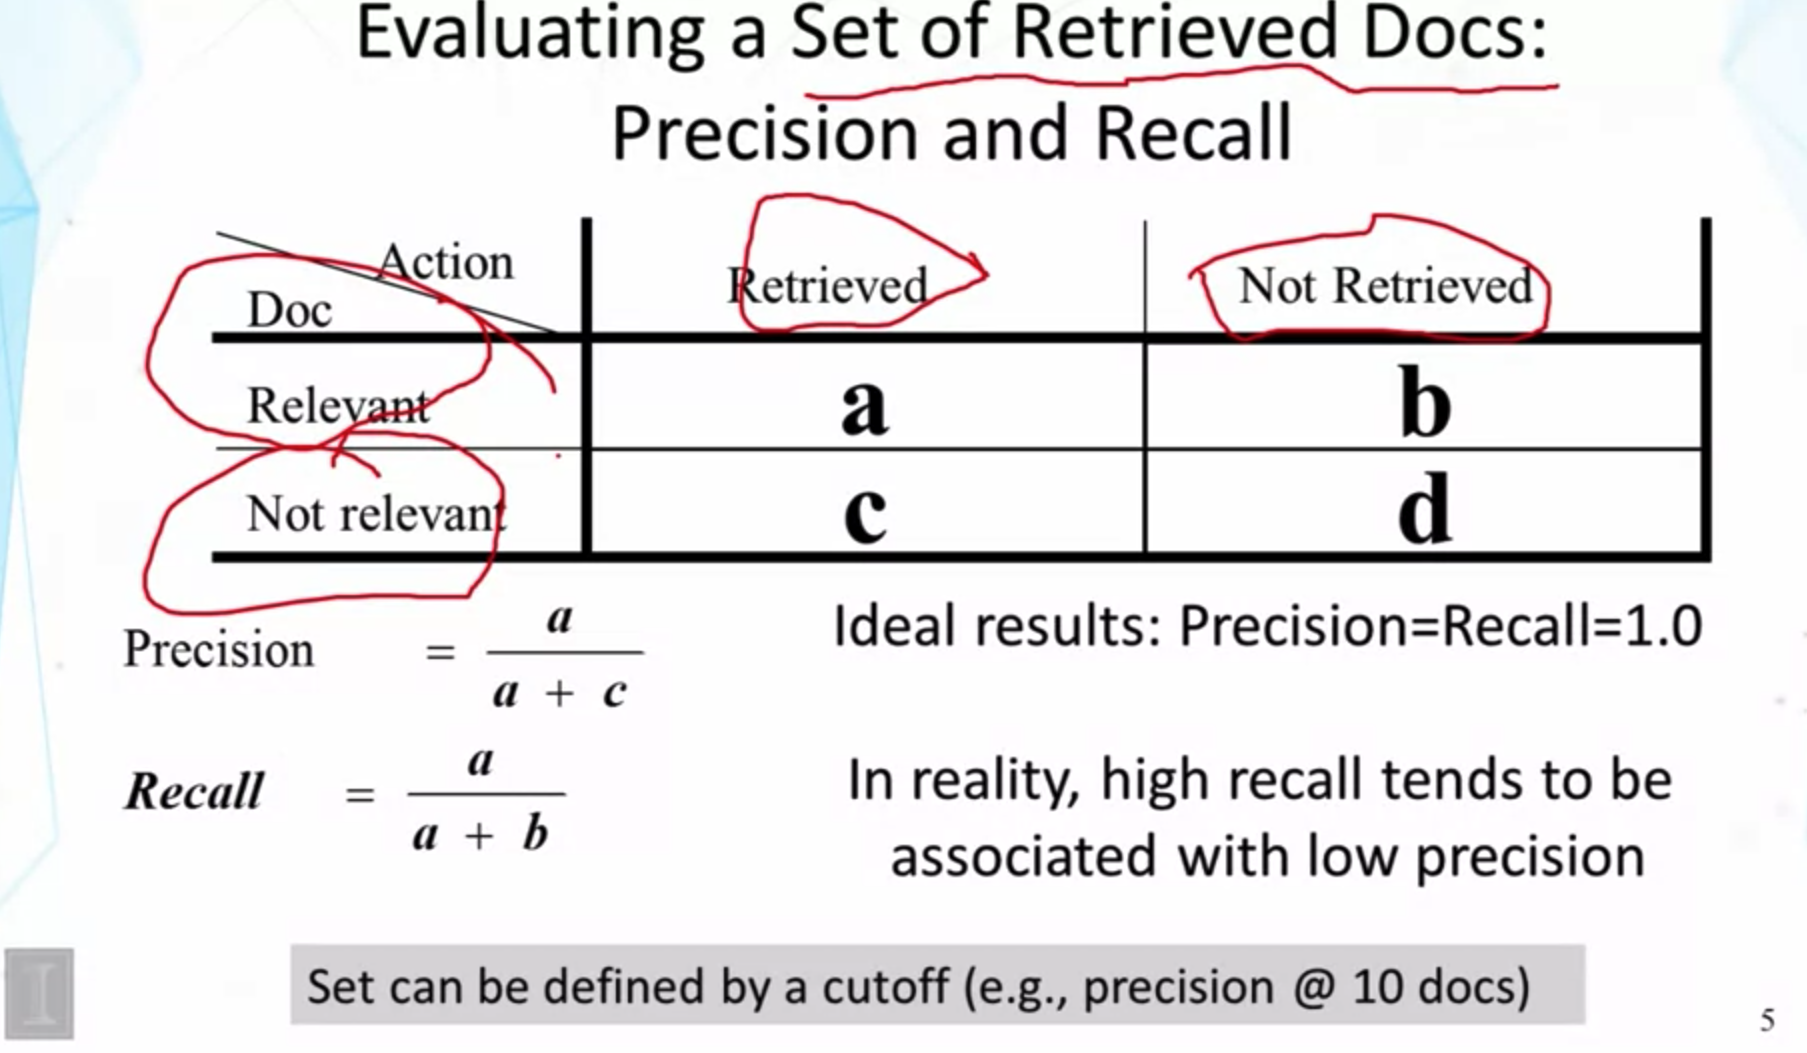 Evaluating a Set of Retrieved Docs:
Precision and Recall
Action
Doc
Retrieved
Not Retrieved
Relevant
a
b
Not relevant
c
d
Precision = a / a + c
Ideal results: Precision=Recall=1.0
Recall = a / a + b
In reality, high recall tends to be
associated with low precision
I
Set can be defined by a cutoff (e.g., precision @ 10 docs)
5